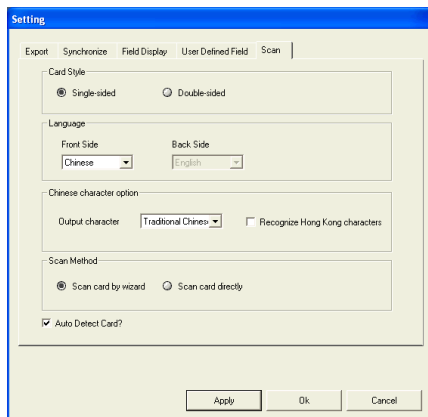 Setting
Export Synchronize Field Display User Defined Field Scan
Card Style
Single-sided Double-sided
Language
Front Side Back Side
Chinese English
Chinese character option
Output character Traditional Chines Recognize Hong Kong characters
Scan Method
Scan card by wizard Scan card directly
Auto Detect Card?
Apply Ok Cancel